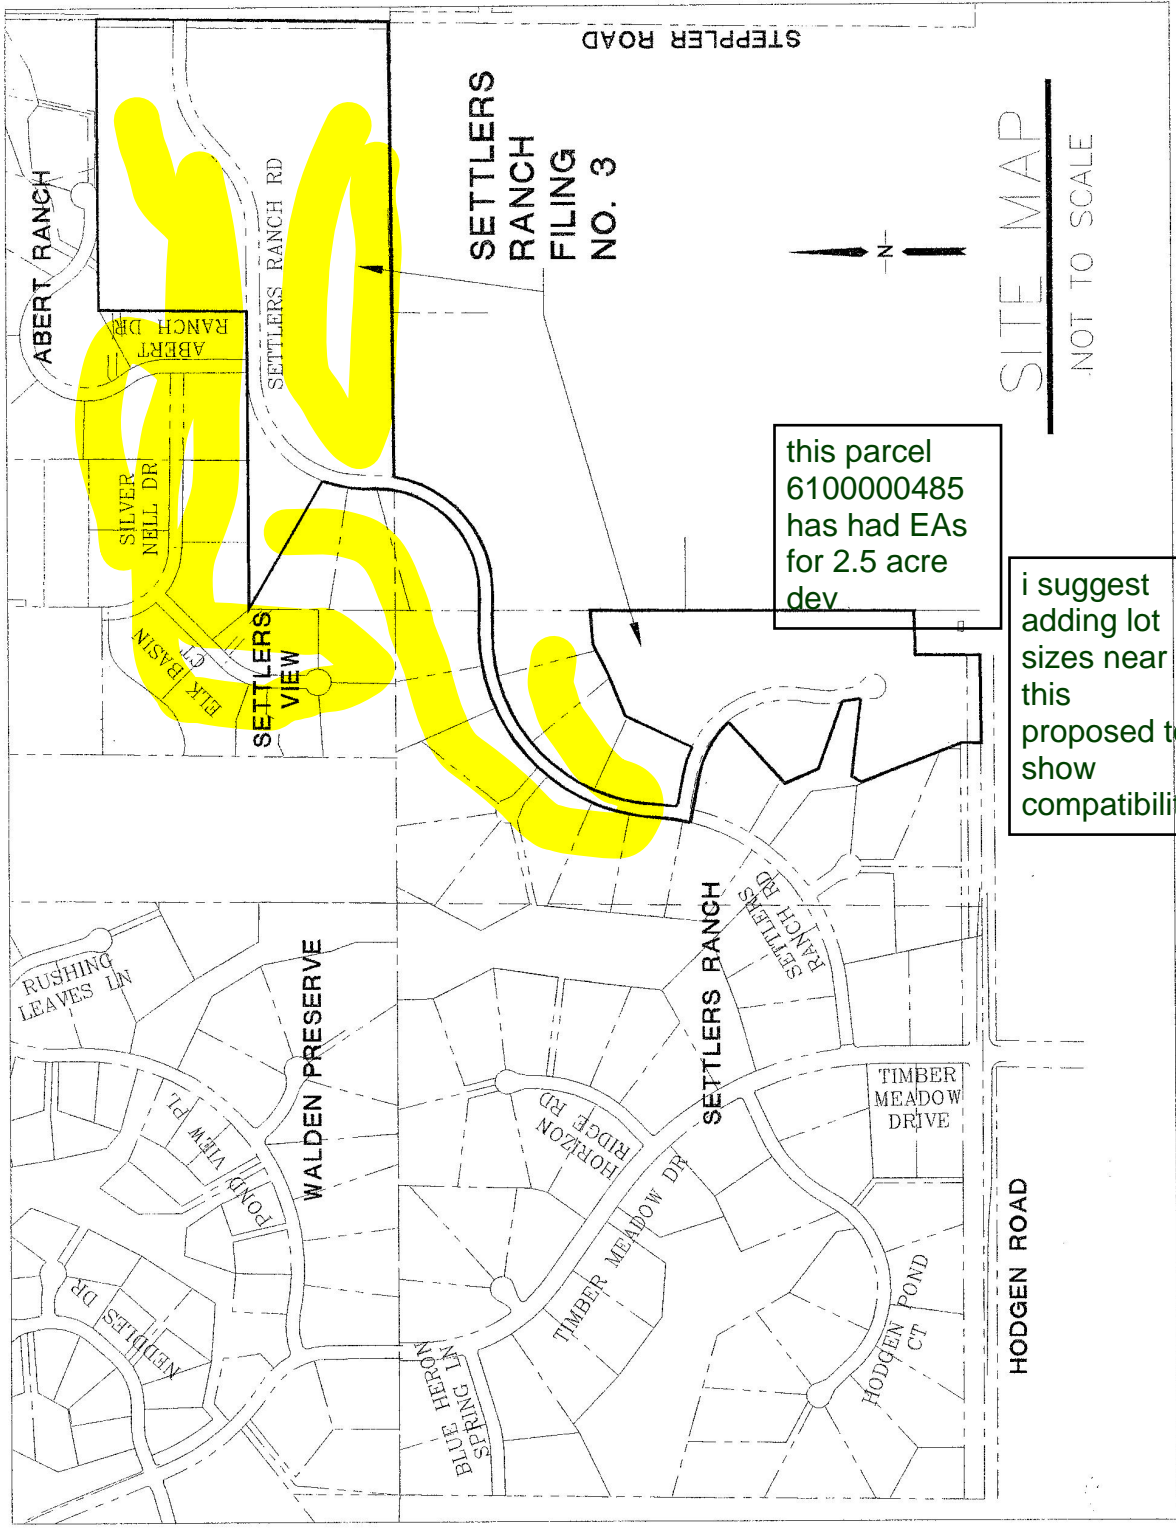 STEPPLER ROAD
SETTLERS
RANCH
FILING
NO. 3
ABERT RANCH
SETTLERS RANCH RD
ABERT
RANCH DR
SILVER
NELL DR
ELK BASIN
CT
SETTLERS
VIEW
N
SITE MAP
NOT TO SCALE
this parcel
6100000485
has had EAs
for 2.5 acre
dev
i suggest
adding lot
sizes near
this
proposed t
show
compatibili
RUSHING
LEAVES LN
WALDEN PRESERVE
POND VIEW PL
NEDDLES DR
SETTLERS RANCH
SETTLERS
RANCH RD
HORIZON
RIDGE RD
TIMBER MEADOW DR
TIMBER
MEADOW
DRIVE
BLUE HERON
SPRING LN
HODGEN POND
CT
HODGEN ROAD